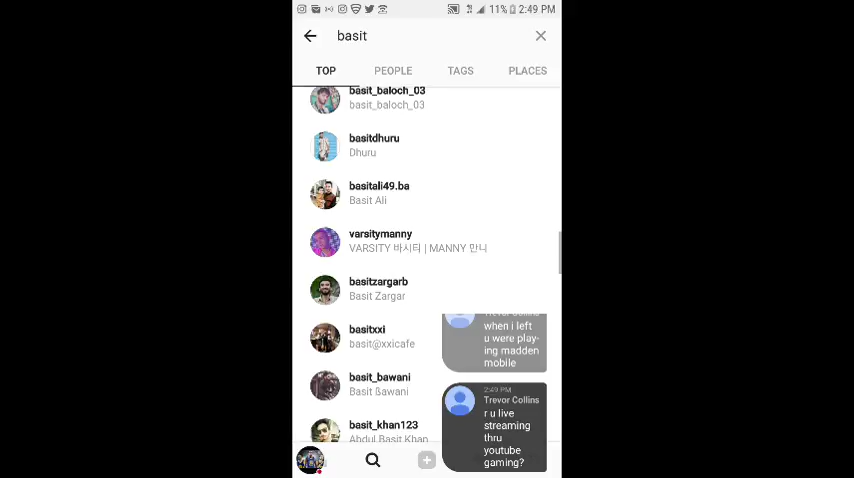 11% 2:49 PM
basit
TOP PEOPLE TAGS PLACES
basit_baloch_03
basit_baloch_03
basitdhuru
Dhuru
basitali49.ba
Basit Ali
varsitymanny
VARSITY 바시티 | MANNY 만니
basitzargarb
Basit Zargar
basitxxi
basit@xxicafe
basit_bawani
Basit ßawani
basit_khan123
Abdul Basit Khan
Trevor Collins
when i left
u were play-
ing madden
mobile
2:49 PM
Trevor Collins
r u live
streaming
thru
youtube
gaming?